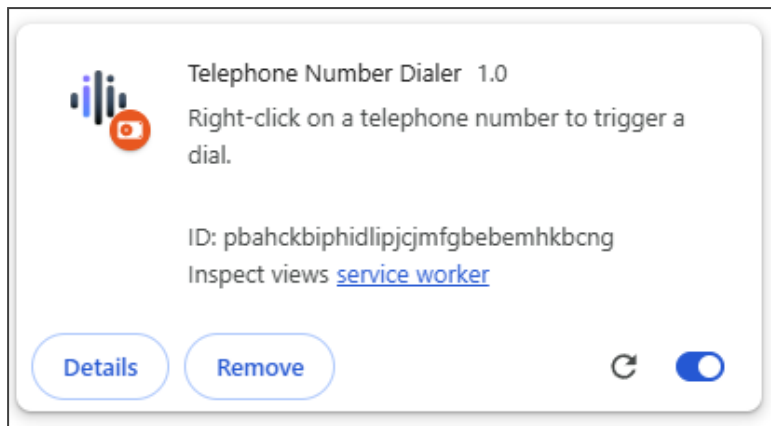 Telephone Number Dialer 1.0
Right-click on a telephone number to trigger a
dial.
ID: pbahckbiphidlipjcjmfgbebemhkbcng
Inspect views service worker
Details Remove